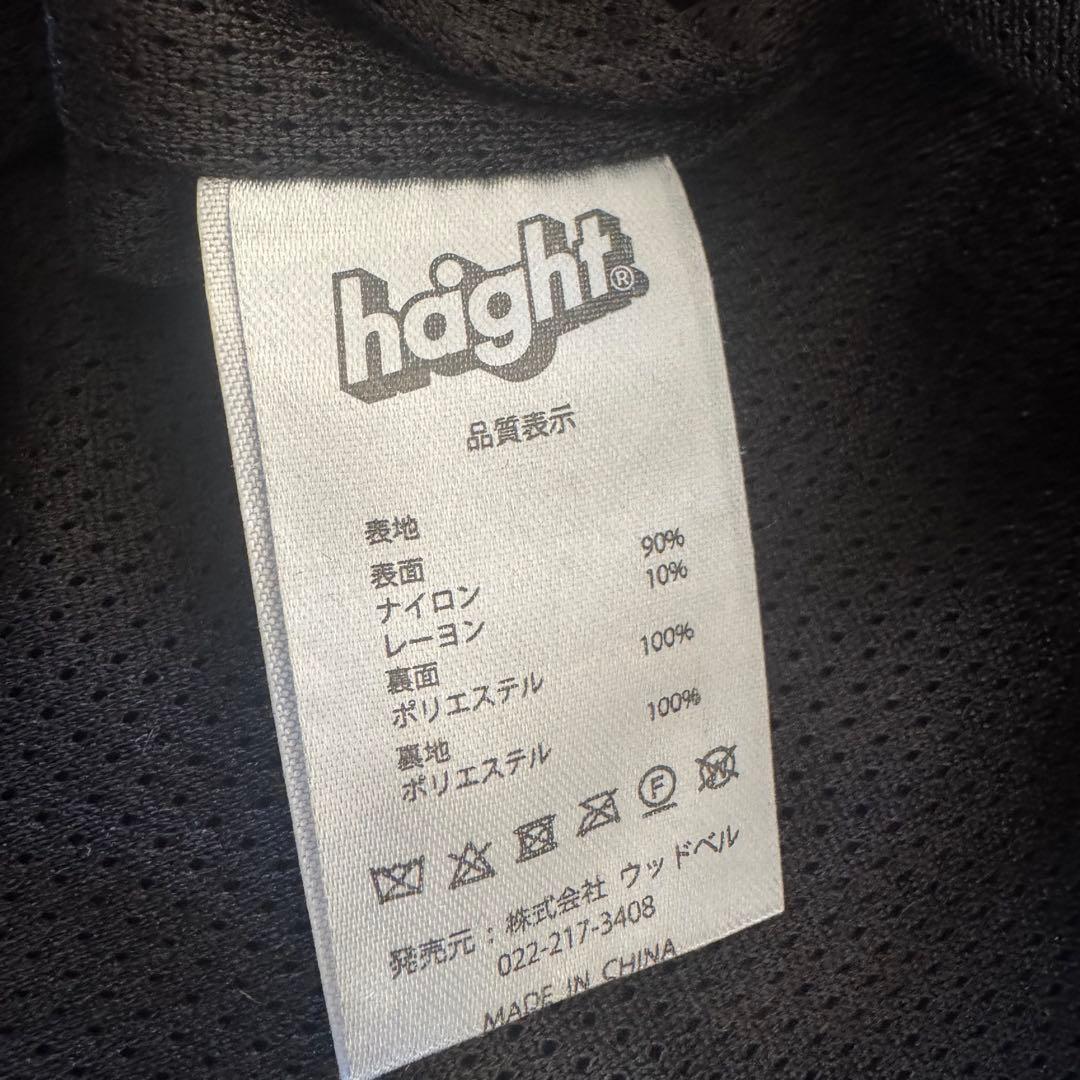 haight®
品質表示
表地
表面
ナイロン 90%
レーヨン 10%
裏面
ポリエステル 100%
裏地
ポリエステル 100%
F W
発売元：株式会社 ウッドベル
022-217-3408
MADE IN CHINA